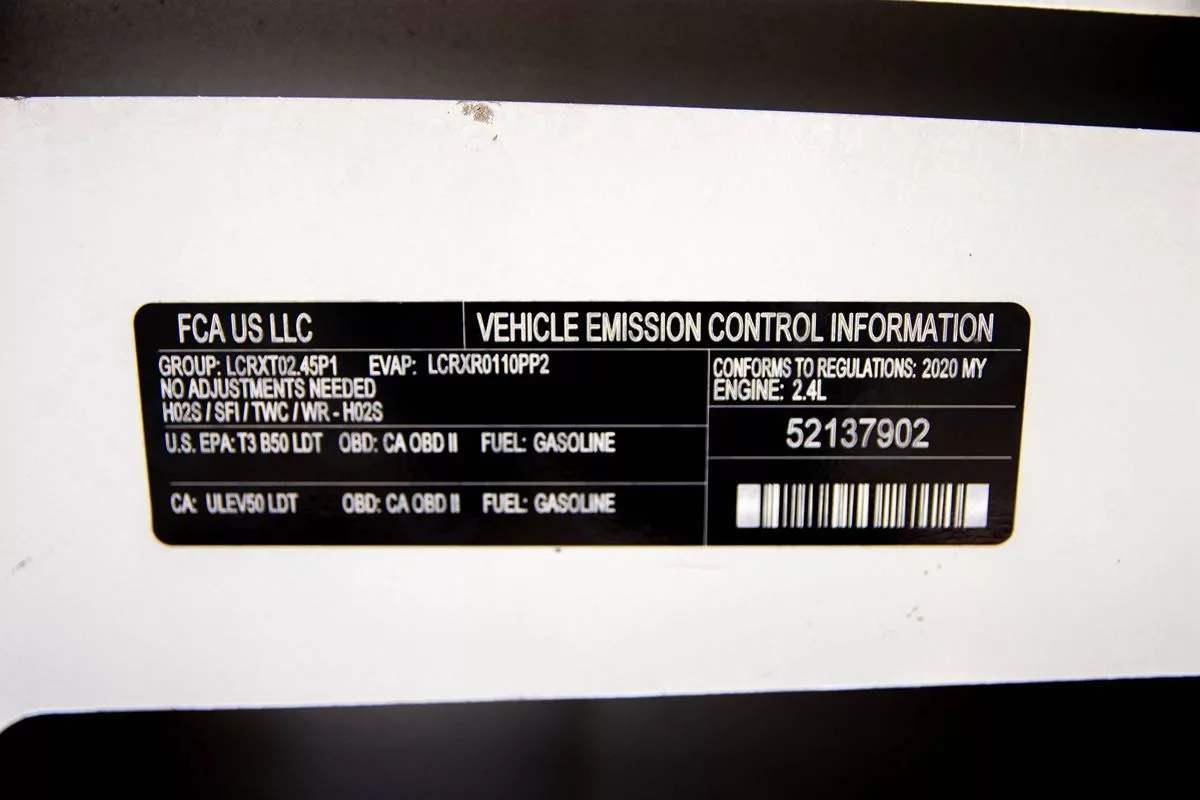 FCA US LLC
VEHICLE EMISSION CONTROL INFORMATION
GROUP: LCRXT02.45P1 EVAP: LCRXR0110PP2
NO ADJUSTMENTS NEEDED
H02S / SFI / TWC / WR - H02S
U.S. EPA: T3 B50 LDT OBD: CA OBD II FUEL: GASOLINE
CA: ULEV50 LDT OBD: CA OBD II FUEL: GASOLINE
CONFORMS TO REGULATIONS: 2020 MY
ENGINE: 2.4L
52137902